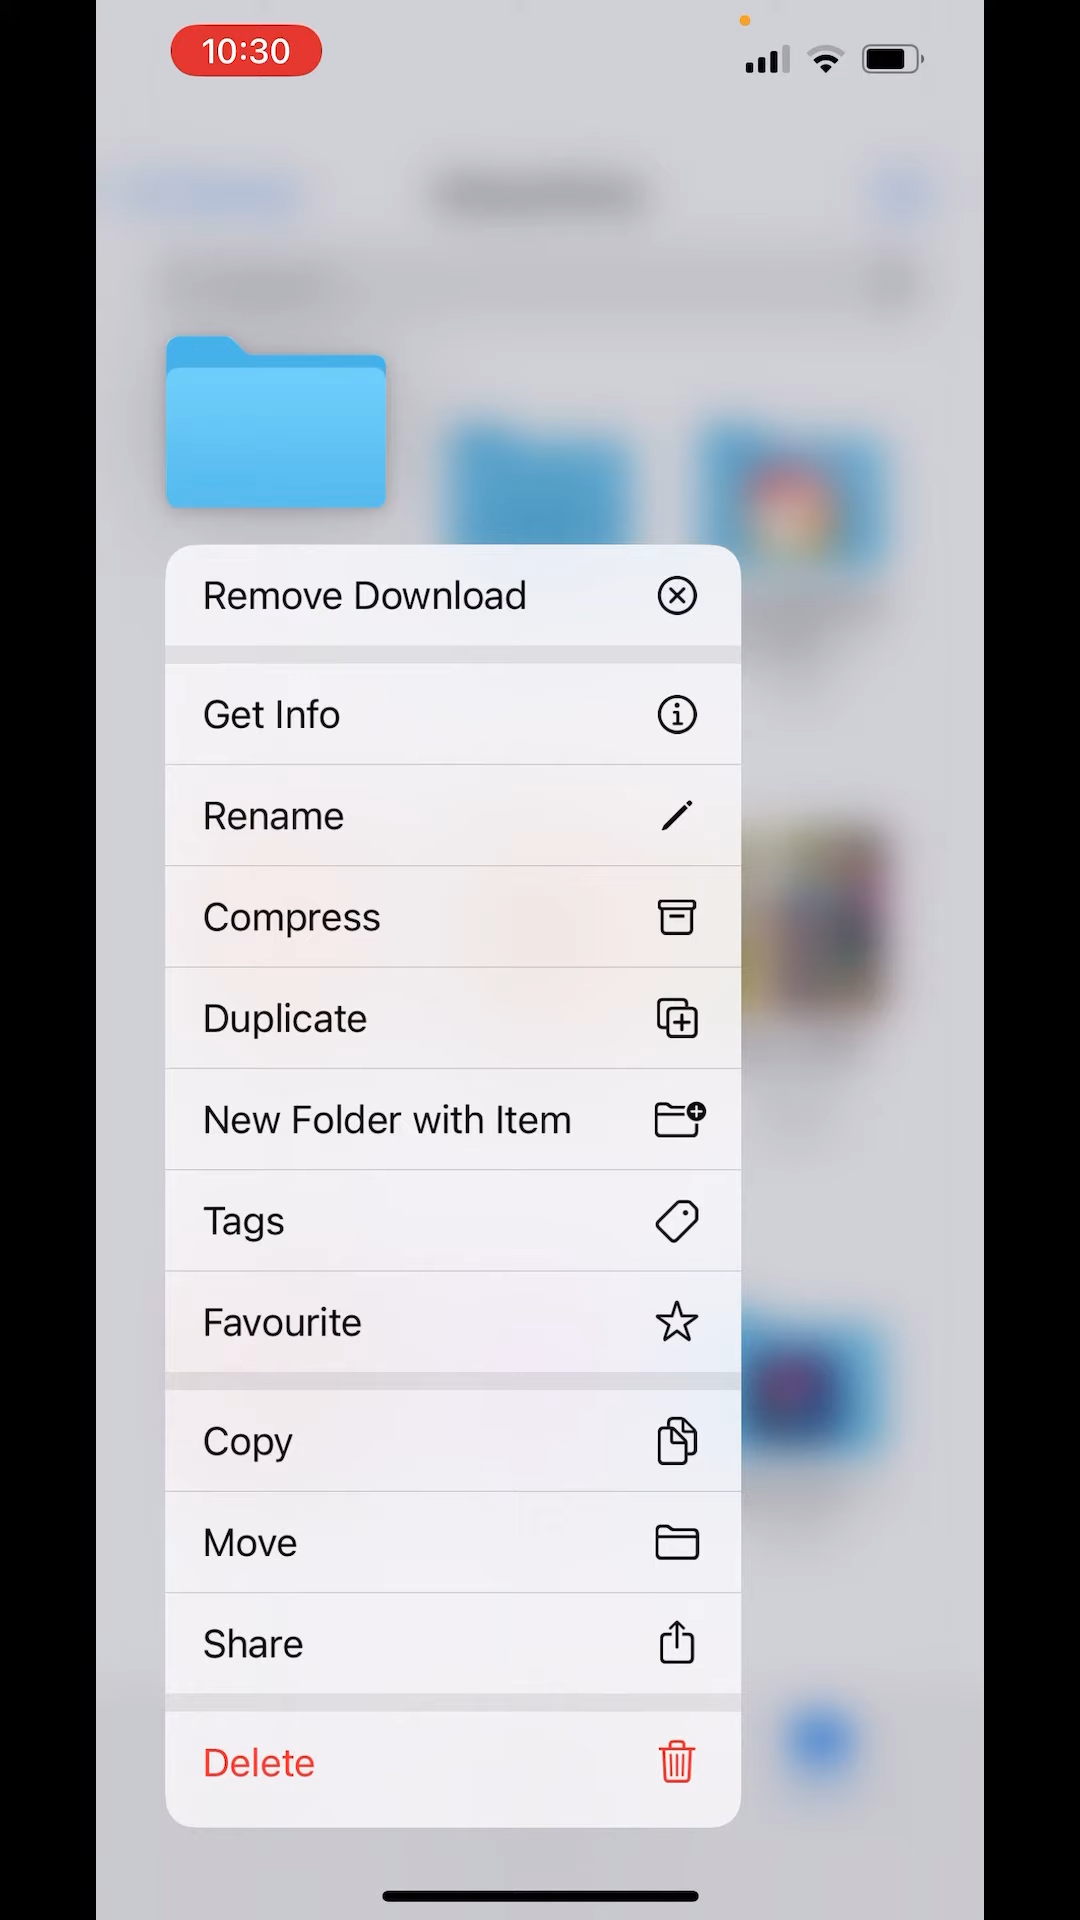 10:30
Remove Download
Get Info
Rename
Compress
Duplicate
New Folder with Item
Tags
Favourite
Copy
Move
Share
Delete